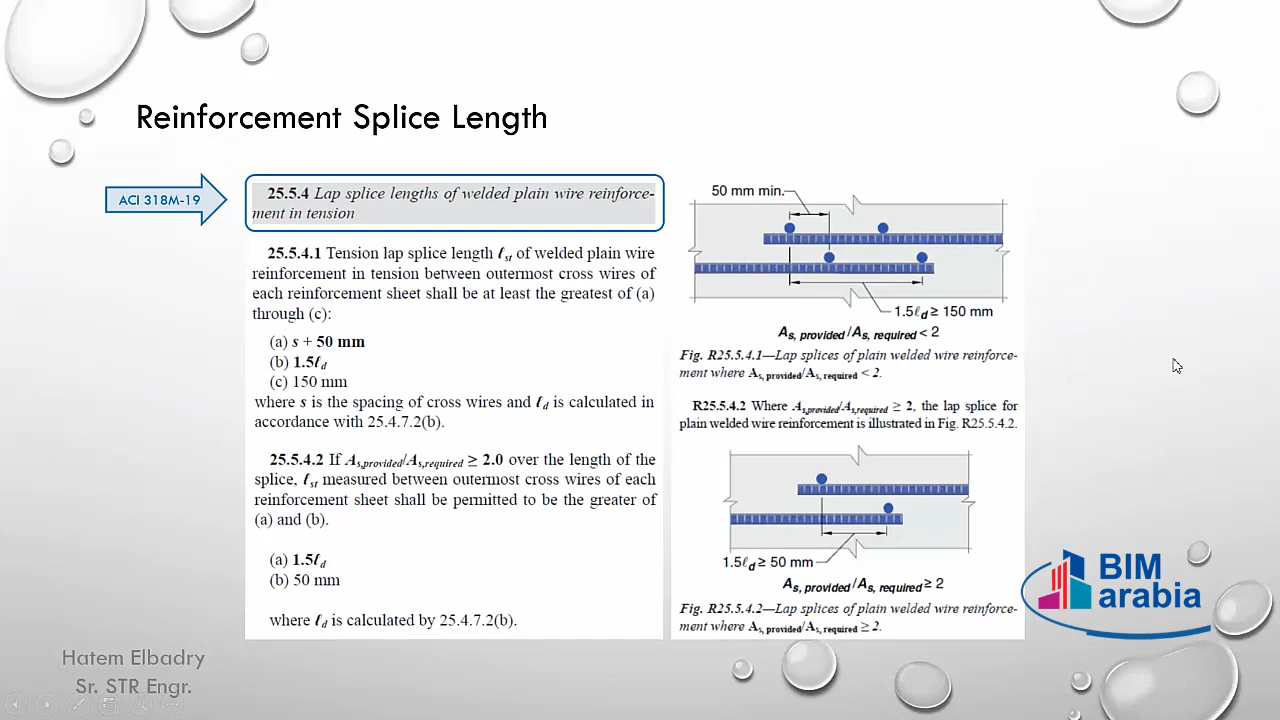 Reinforcement Splice Length
ACI 318M-19
25.5.4 Lap splice lengths of welded plain wire reinforce-
ment in tension
25.5.4.1 Tension lap splice length ℓst of welded plain wire
reinforcement in tension between outermost cross wires of
each reinforcement sheet shall be at least the greatest of (a)
through (c):
(a) s + 50 mm
(b) 1.5ℓd
(c) 150 mm
where s is the spacing of cross wires and ℓd is calculated in
accordance with 25.4.7.2(b).
25.5.4.2 If As,provided/As,required ≥ 2.0 over the length of the
splice, ℓst measured between outermost cross wires of each
reinforcement sheet shall be permitted to be the greater of
(a) and (b).
(a) 1.5ℓd
(b) 50 mm
where ℓd is calculated by 25.4.7.2(b).
50 mm min.
1.5ℓd ≥ 150 mm
As, provided /As, required < 2
Fig. R25.5.4.1—Lap splices of plain welded wire reinforce-
ment where As, provided/As, required < 2.
R25.5.4.2 Where As,provided/As,required ≥ 2, the lap splice for
plain welded wire reinforcement is illustrated in Fig. R25.5.4.2.
1.5ℓd ≥ 50 mm
As, provided /As, required ≥ 2
Fig. R25.5.4.2—Lap splices of plain welded wire reinforce-
ment where As, provided/As, required ≥ 2.
BIM
arabia
Hatem Elbadry
Sr. STR Engr.